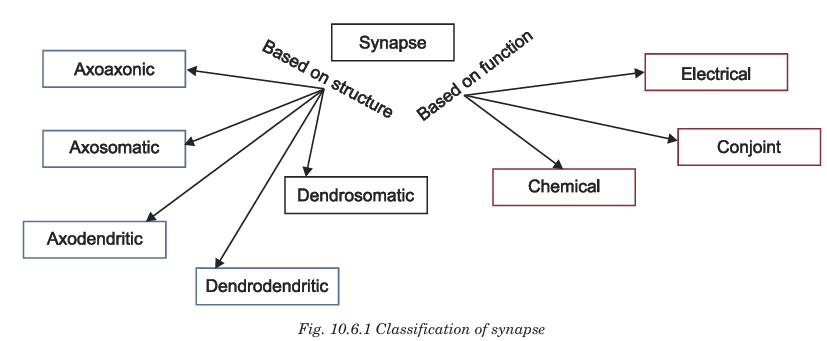 Synapse
Based on structure
Based on function
Axoaxonic
Axosomatic
Axodendritic
Dendrodendritic
Dendrosomatic
Electrical
Conjoint
Chemical
Fig. 10.6.1 Classification of synapse